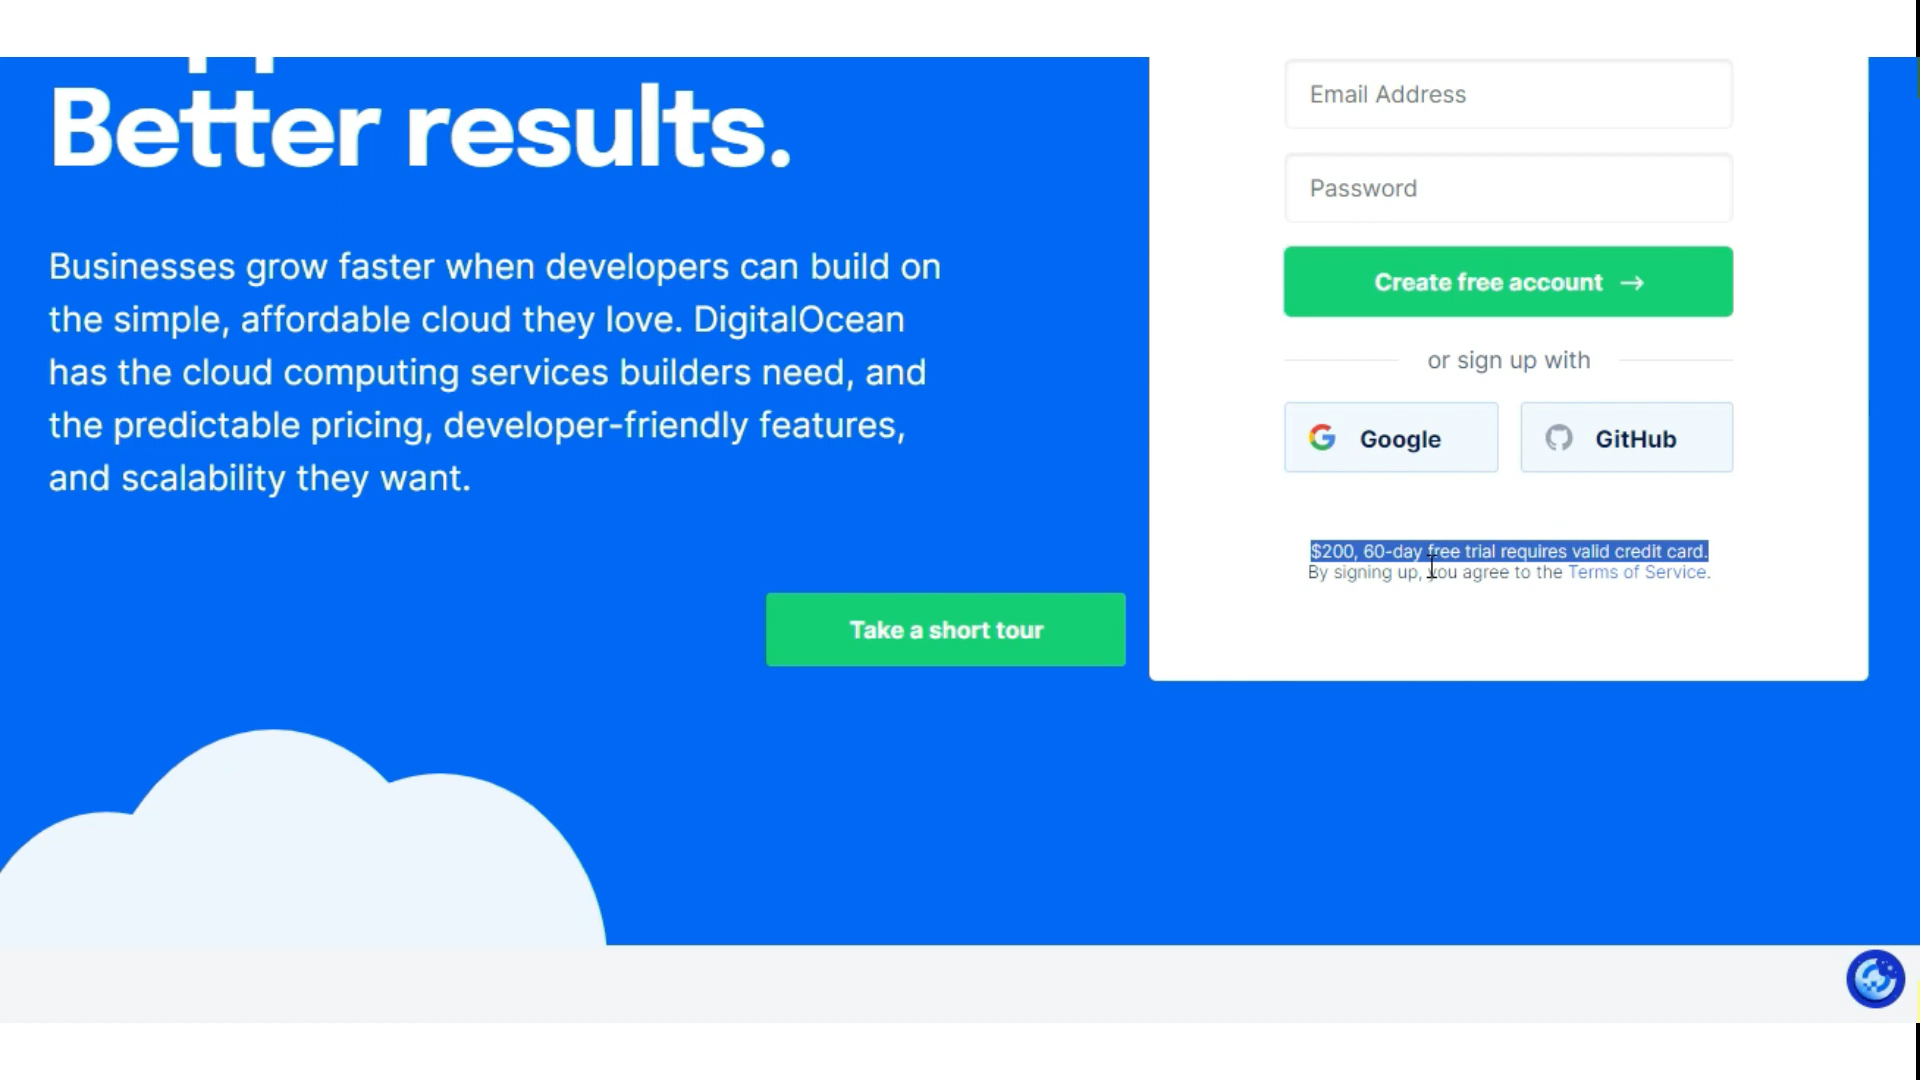 Better results.
Businesses grow faster when developers can build on
the simple, affordable cloud they love. DigitalOcean
has the cloud computing services builders need, and
the predictable pricing, developer-friendly features,
and scalability they want.
Take a short tour
Email Address
Password
Create free account →
or sign up with
Google
GitHub
$200, 60-day free trial requires valid credit card.
By signing up, you agree to the Terms of Service.